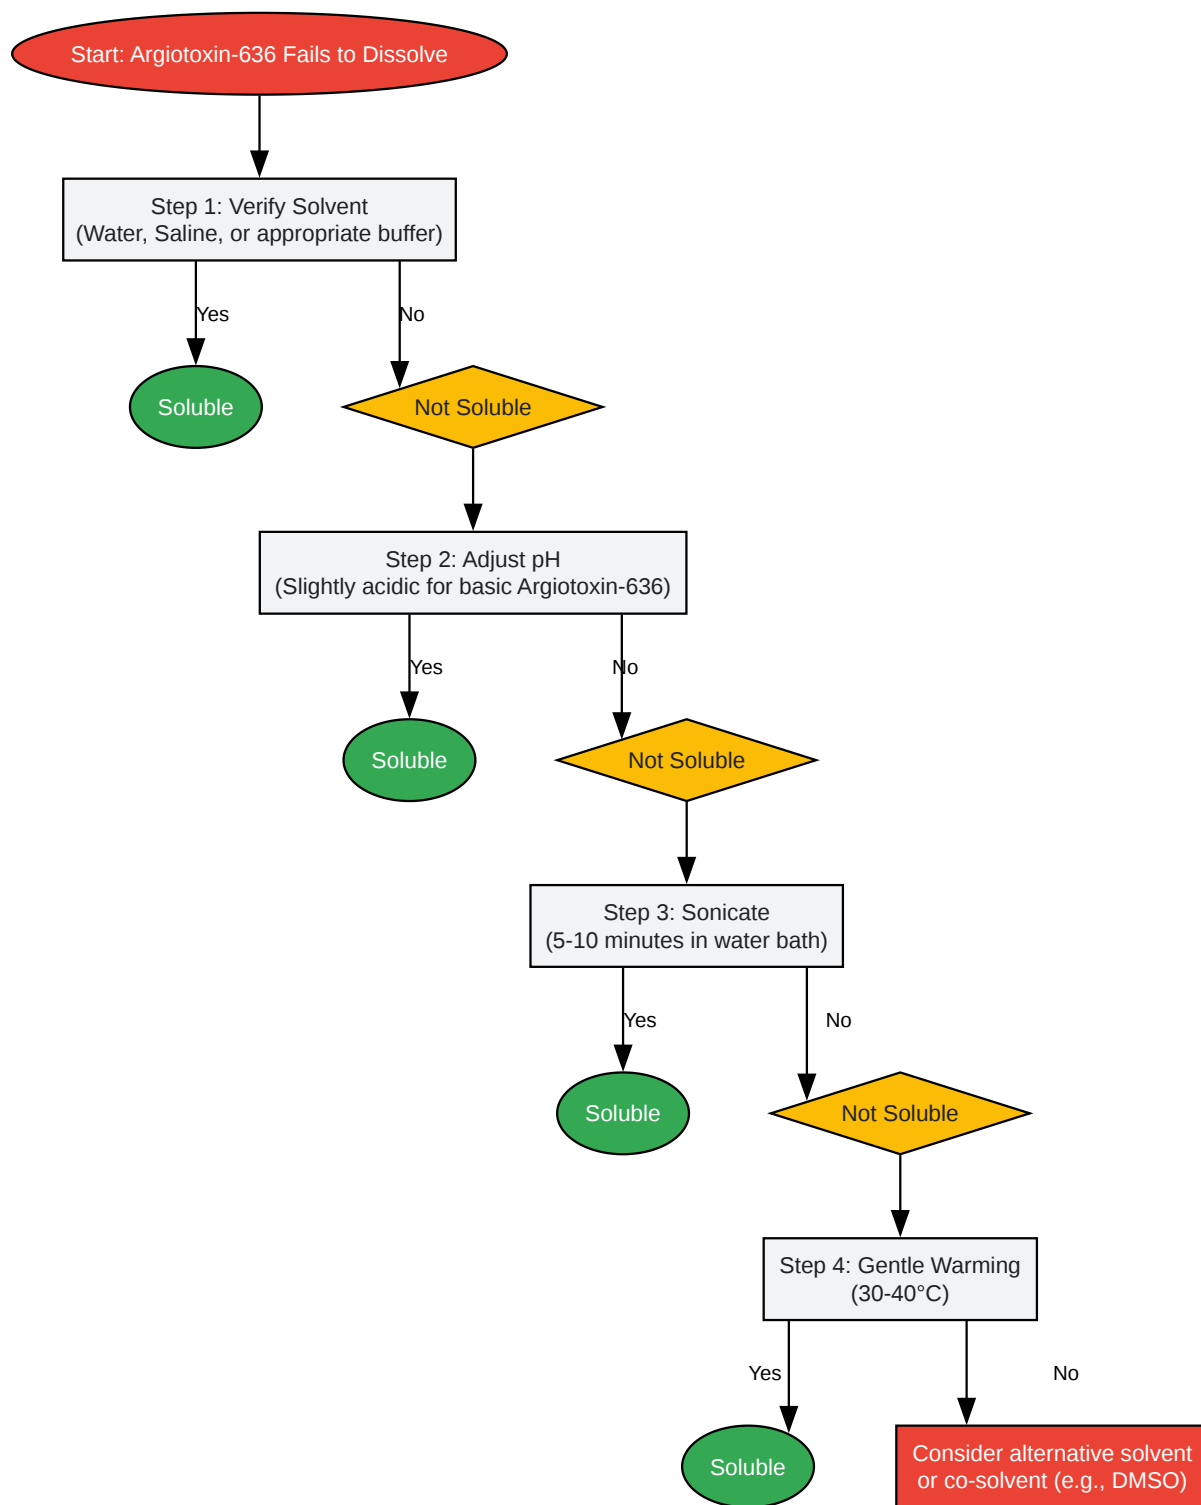 Start: Argiotoxin-636 Fails to Dissolve
Step 1: Verify Solvent
(Water, Saline, or appropriate buffer)
Yes
No
Soluble
Not Soluble
Step 2: Adjust pH
(Slightly acidic for basic Argiotoxin-636)
Yes
No
Soluble
Not Soluble
Step 3: Sonicate
(5-10 minutes in water bath)
Yes
No
Soluble
Not Soluble
Step 4: Gentle Warming
(30-40°C)
Yes
No
Soluble
Consider alternative solvent
or co-solvent (e.g., DMSO)